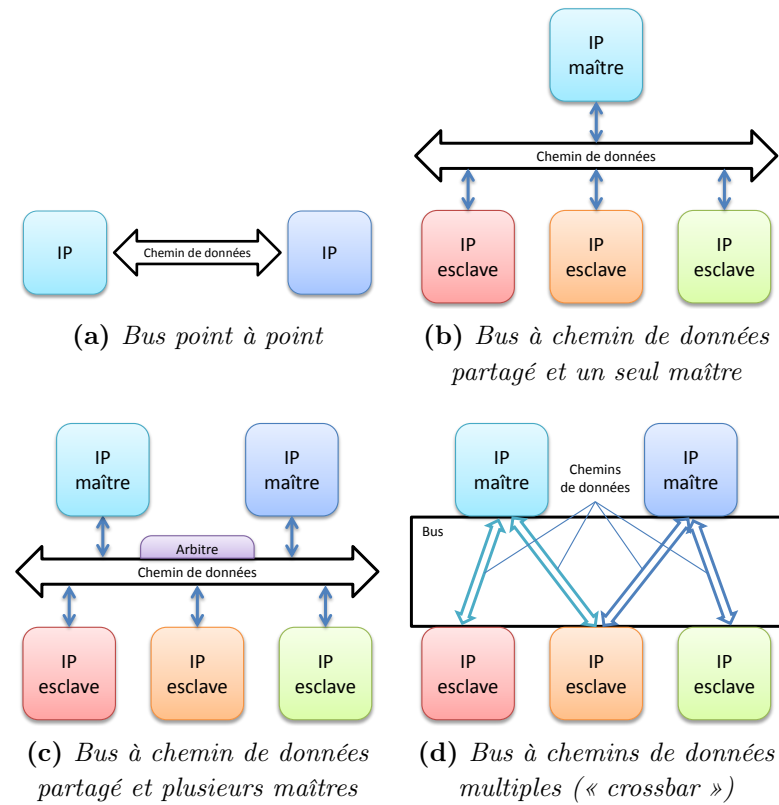 IP
Chemin de données
IP
(a) Bus point à point
IP
maître
Chemin de données
IP
esclave
IP
esclave
IP
esclave
(b) Bus à chemin de données
partagé et un seul maître
IP
maître
IP
maître
Arbitre
Chemin de données
IP
esclave
IP
esclave
IP
esclave
(c) Bus à chemin de données
partagé et plusieurs maîtres
IP
maître
Chemins
de données
IP
maître
Bus
IP
esclave
IP
esclave
IP
esclave
(d) Bus à chemins de données
multiples (« crossbar »)